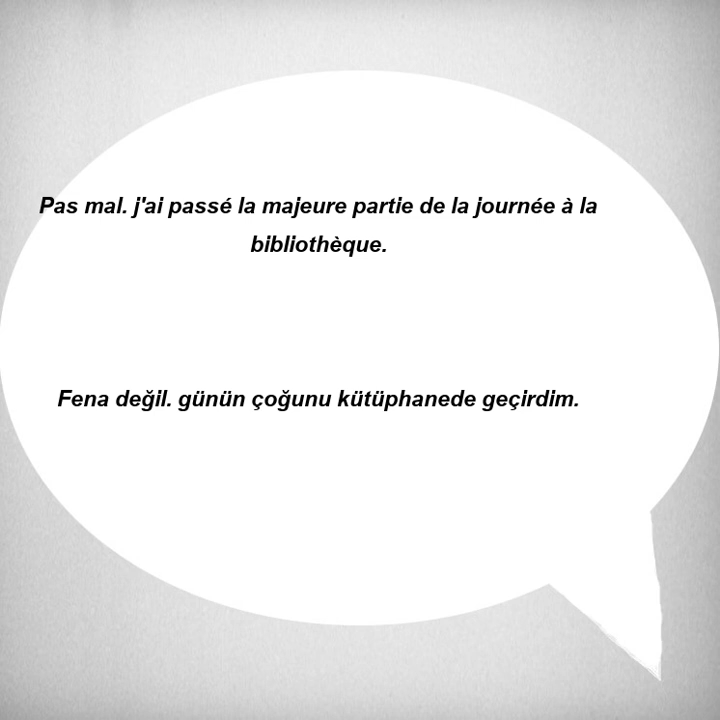 Pas mal. j'ai passé la majeure partie de la journée à la
bibliothèque.
Fena değil. günün çoğunu kütüphanede geçirdim.